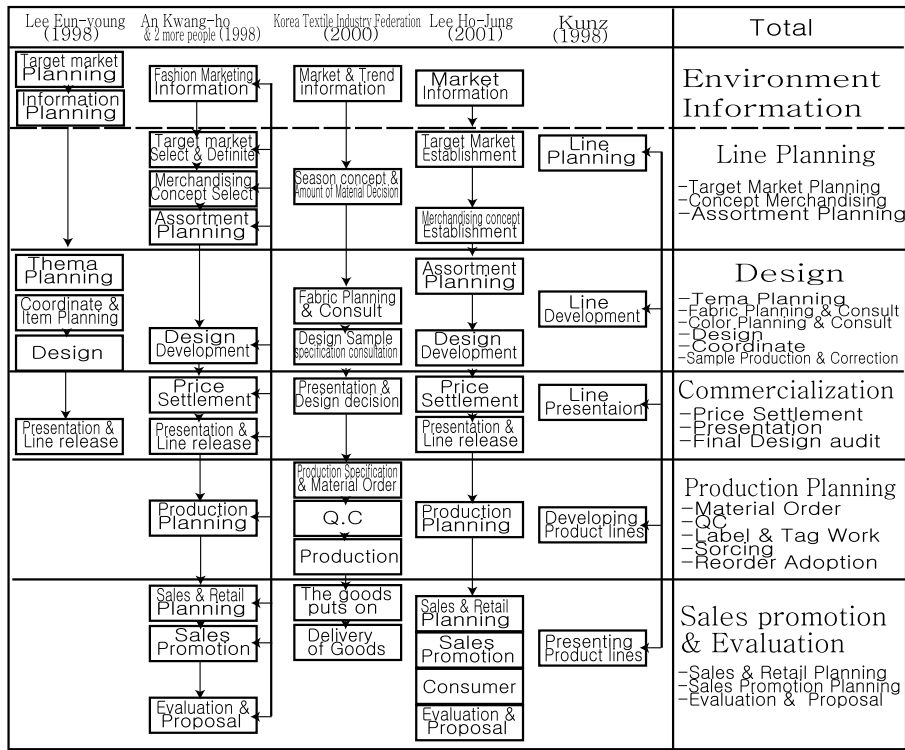 Lee Eun-young
(1998)
An Kwang-ho
& 2 more people (1998)
Korea Textile Industry Federation
(2000)
Lee Ho-Jung
(2001)
Kunz
(1998)
Total
Target market
Planning
Information
Planning
Fashion Marketing
Information
Market & Trend
information
Market
Information
Environment
Information
Target market
Select & Definite
Merchandising
Concept Select
Assortment
Planning
Season concept &
Amount of Material Decision
Target Market
Establishment
Merchandising concept
Establishment
Line
Planning
Line Planning
-Target Market Planning
-Concept Merchandising
-Assortment Planning
Thema
Planning
Coordinate &
Item Planning
Design
Design
Development
Fabric Planning
& Consult
Design Sample
specification consultation
Assortment
Planning
Design
Development
Line
Development
Design
-Tema Planning
-Fabric Planning & Consult
-Color Planning & Consult
-Design
-Coordinate
-Sample Production & Correction
Presentation &
Line release
Price
Settlement
Presentation &
Line release
Presentation &
Design decision
Price
Settlement
Presentation &
Line release
Line
Presentaion
Commercialization
-Price Settlement
-Presentation
-Final Design audit
Production
Planning
Production Specification
& Material Order
Q.C
Production
Production
Planning
Developing
Product lines
Production Planning
-Material Order
-QC
-Label & Tag Work
-Sorcing
-Reorder Adoption
Sales & Retail
Planning
Sales
Promotion
Evaluation &
Proposal
The goods
puts on
Delivery
of Goods
Sales & Retail
Planning
Sales
Promotion
Consumer
Evaluation &
Proposal
Presenting
Product lines
Sales promotion
& Evaluation
-Sales & Retail Planning
-Sales Promotion Planning
-Evaluation & Proposal